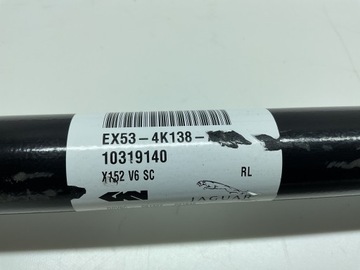 EX53-4K138-
10319140
X152 V6 SC RL
GKN JAGUAR